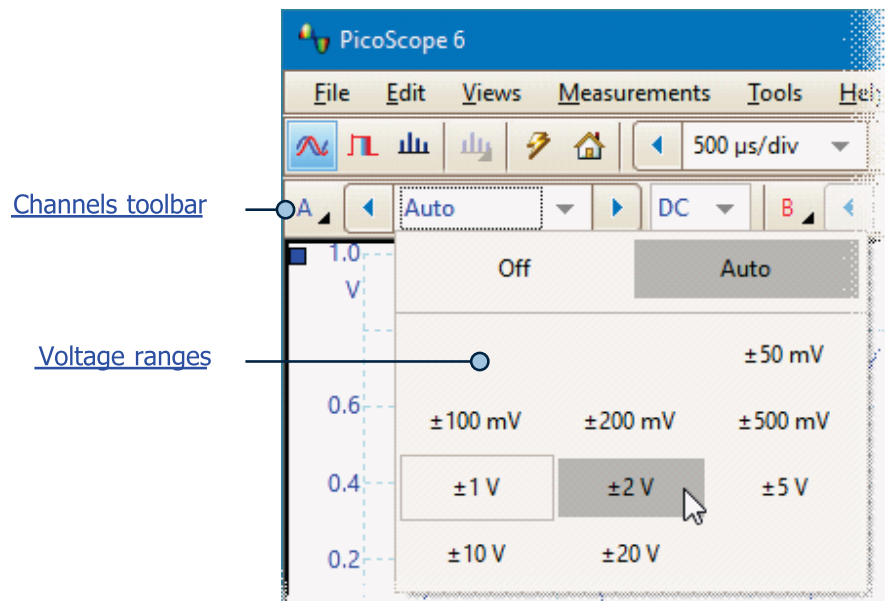 PicoScope 6
File Edit Views Measurements Tools Help
500 µs/div
Channels toolbar
A Auto DC B
1.0
V
Off Auto
Voltage ranges
±50 mV
0.6
±100 mV ±200 mV ±500 mV
0.4
±1 V ±2 V ±5 V
0.2
±10 V ±20 V